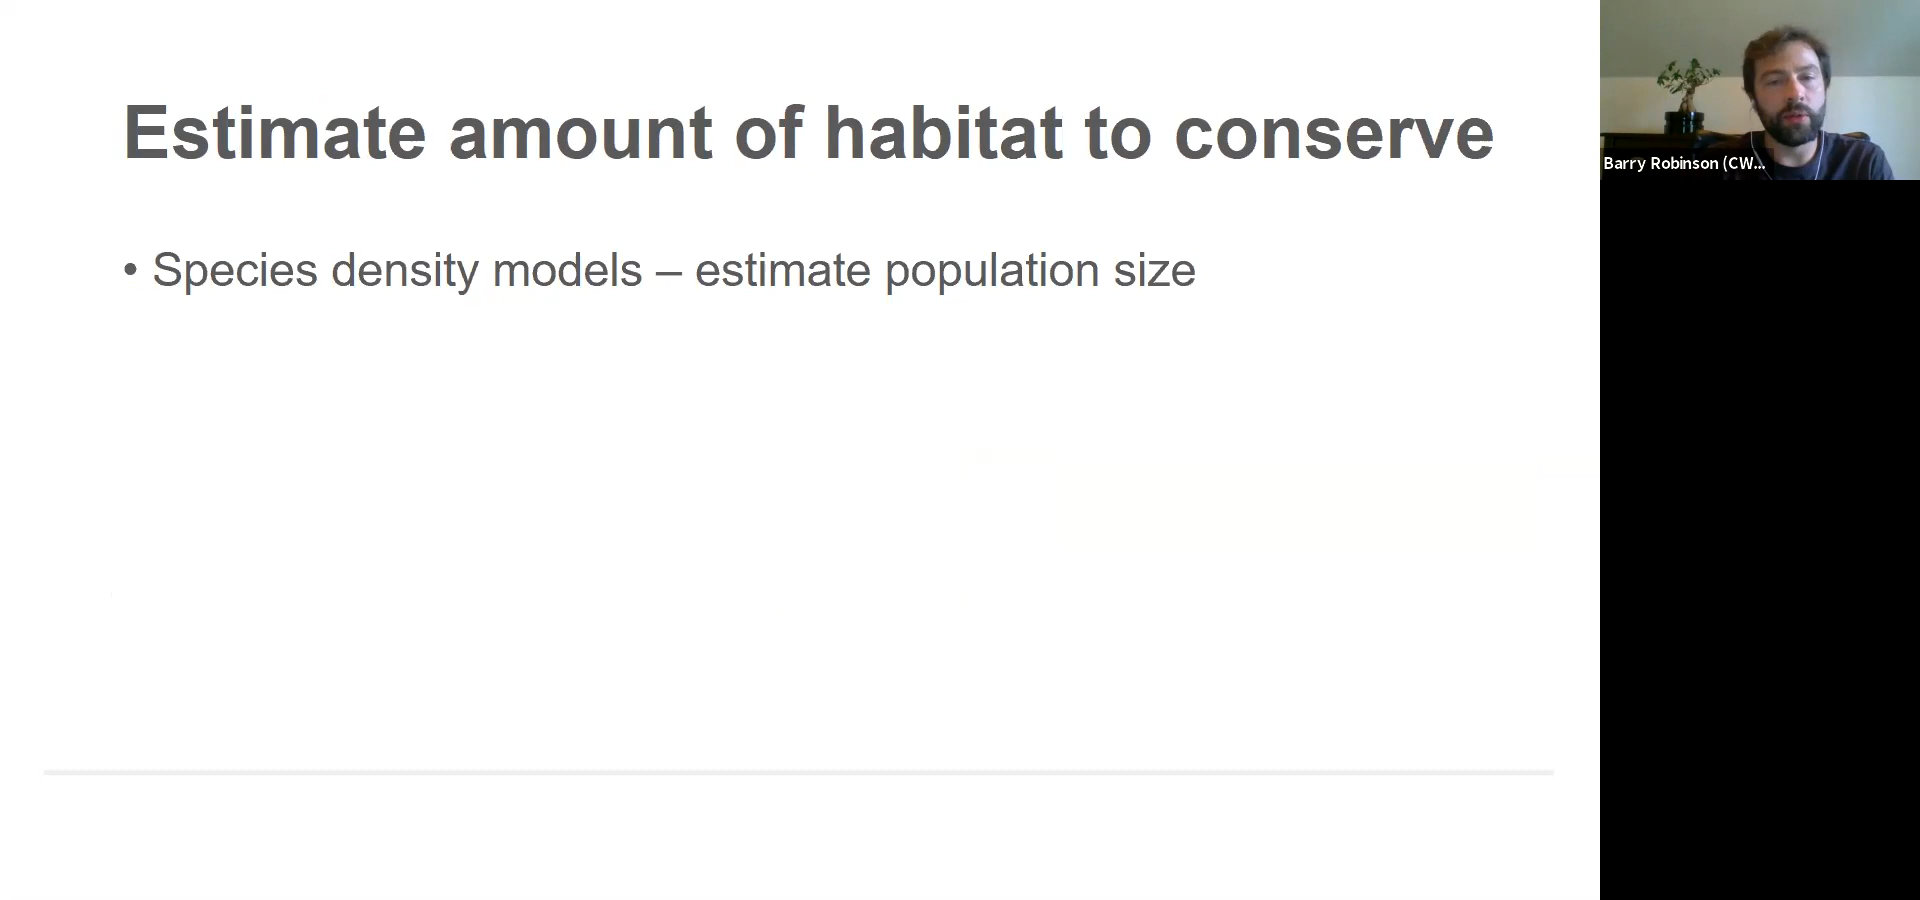 Estimate amount of habitat to conserve
• Species density models – estimate population size
Barry Robinson (CW...